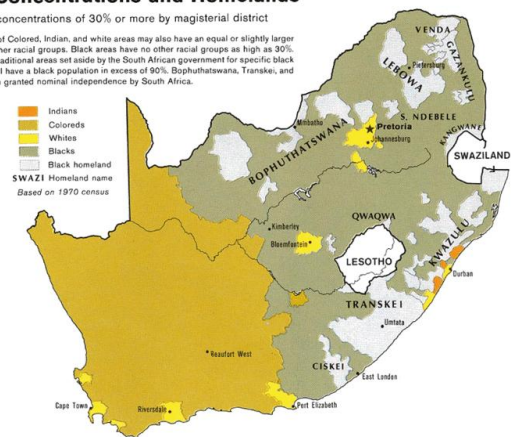 Concentrations and Homelands
concentrations of 30% or more by magisterial district
of Colored, Indian, and white areas may also have an equal or slightly larger
her racial groups. Black areas have no other racial groups as high as 30%.
aditional areas set aside by the South African government for specific black
l have a black population in excess of 90%. Bophuthatswana, Transkei, and
granted nominal independence by South Africa.
Indians
Coloreds
Whites
Blacks
Black homeland
SWAZI Homeland name
Based on 1970 census
VENDA
GAZANKULU
LEBOWA
Pietersburg
S. NDEBELE
Mmbatho
Pretoria
Johannesburg
KANGWANE
BOPHUTHATSWANA
SWAZILAND
QWAQWA
Kimberley
Bloemfontein
KWAZULU
LESOTHO
Durban
TRANSKEI
Umtata
Beaufort West
CISKEI
East London
Cape Town
Riversdale
Port Elizabeth